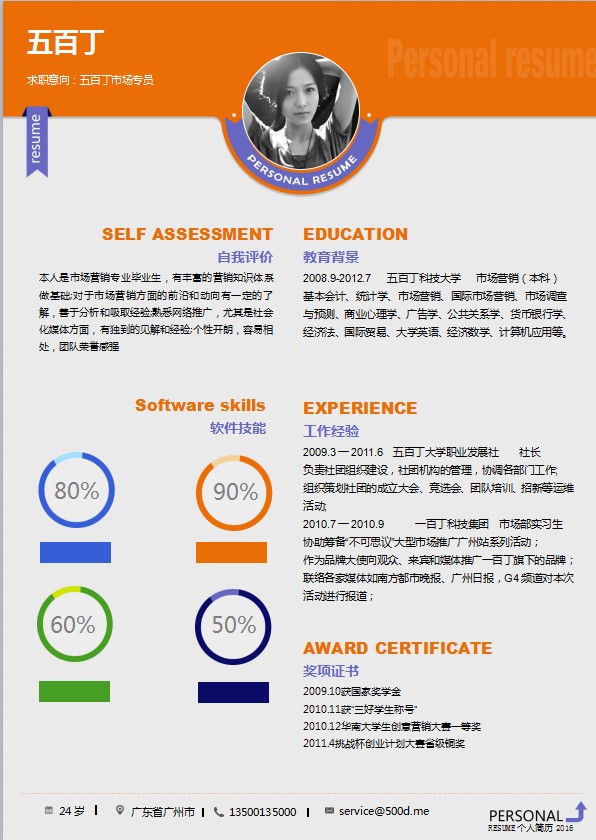 五百丁
求职意向：五百丁市场专员
Personal resume
resume
PERSONAL RESUME
SELF ASSESSMENT
自我评价
本人是市场营销专业毕业生，有丰富的营销知识体系
做基础;对于市场营销方面的前沿和动向有一定的了
解，善于分析和吸取经验;熟悉网络推广，尤其是社会
化媒体方面，有独到的见解和经验;个性开朗，容易相
处，团队荣誉感强
Software skills
软件技能
80%
90%
60%
50%
EDUCATION
教育背景
2008.9-2012.7 五百丁科技大学 市场营销（本科）
基本会计、统计学、市场营销、国际市场营销、市场调查
与预测、商业心理学、广告学、公共关系学、货币银行学、
经济法、国际贸易、大学英语、经济数学、计算机应用等。
EXPERIENCE
工作经验
2009.3一2011.6 五百丁大学职业发展社 社长
负责社团组织建设，社团机构的管理，协调各部门工作;
组织策划社团的成立大会、竞选会、团队培训、招新等运维
活动;
2010.7一2010.9 一百丁科技集团 市场部实习生
协助筹备“不可思议”大型市场推广广州站系列活动；
作为品牌大使向观众、来宾和媒体推广一百丁旗下的品牌；
联络各家媒体如南方都市晚报、广州日报，G4频道对本次
活动进行报道；
AWARD CERTIFICATE
奖项证书
2009.10获国家奖学金
2010.11获“三好学生称号”
2010.12华南大学生创意营销大赛一等奖
2011.4挑战杯创业计划大赛省级铜奖
24 岁 广东省广州市 13500135000 service@500d.me
PERSONAL
RESUME 个人简历 2016